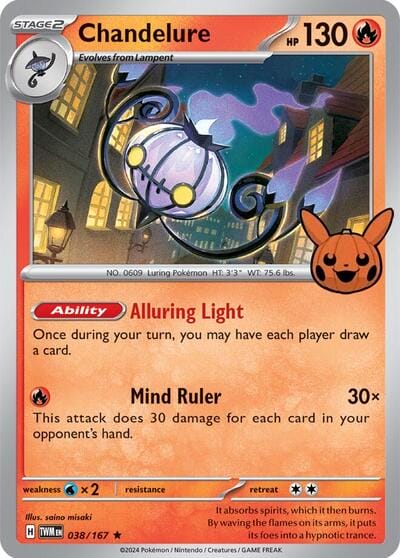 STAGE2
Chandelure
HP 130
Evolves from Lampent
NO. 0609 Luring Pokémon HT: 3'3" WT: 75.6 lbs.
Ability Alluring Light
Once during your turn, you may have each player draw
a card.
Mind Ruler 30×
This attack does 30 damage for each card in your
opponent's hand.
weakness ×2 resistance retreat
Illus. saino misaki
H TWM EN 038/167 ★
It absorbs spirits, which it then burns.
By waving the flames on its arms, it puts
its foes into a hypnotic trance.
©2024 Pokémon / Nintendo / Creatures / GAME FREAK